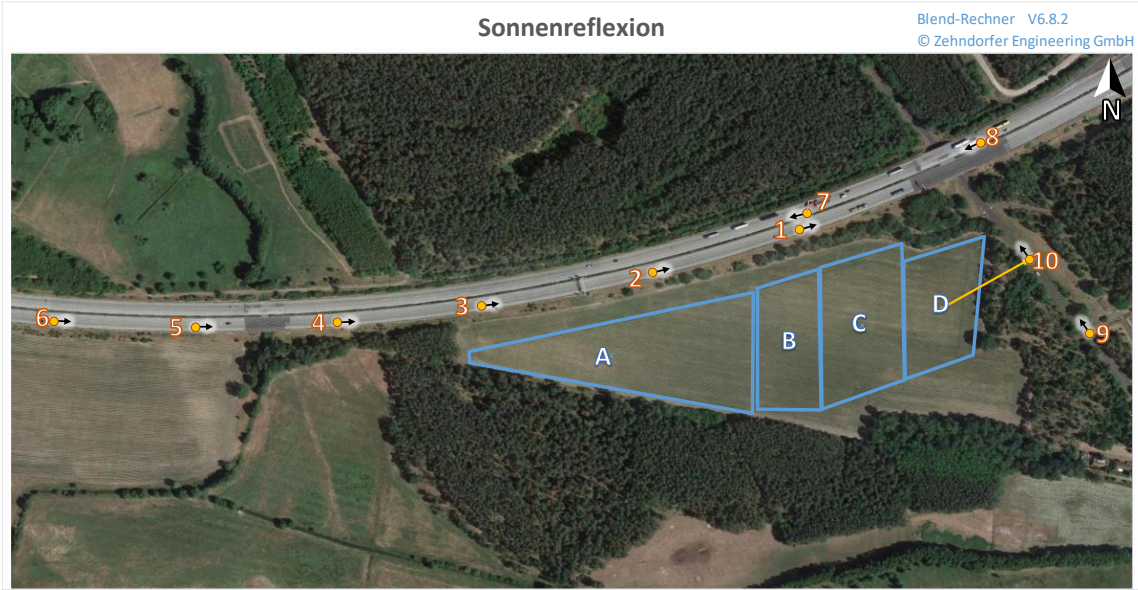 Sonnenreflexion
Blend-Rechner V6.8.2
© Zehndorfer Engineering GmbH
N
8
7
1
10
2
D
3
C
6
4
5
B
9
A